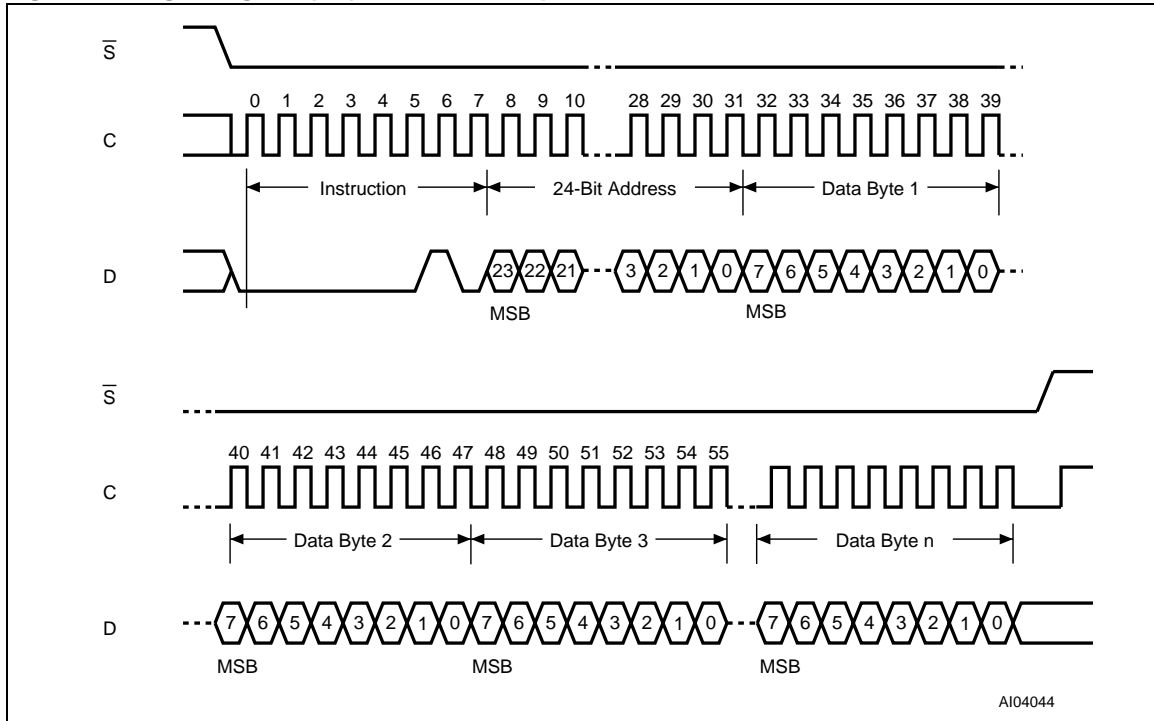 S
0 1 2 3 4 5 6 7 8 9 10 28 29 30 31 32 33 34 35 36 37 38 39
C
Instruction 24-Bit Address Data Byte 1
D 23 22 21 3 2 1 0 7 6 5 4 3 2 1 0
MSB MSB
S
40 41 42 43 44 45 46 47 48 49 50 51 52 53 54 55
C
Data Byte 2 Data Byte 3 Data Byte n
D 7 6 5 4 3 2 1 0 7 6 5 4 3 2 1 0 7 6 5 4 3 2 1 0
MSB MSB MSB
AI04044